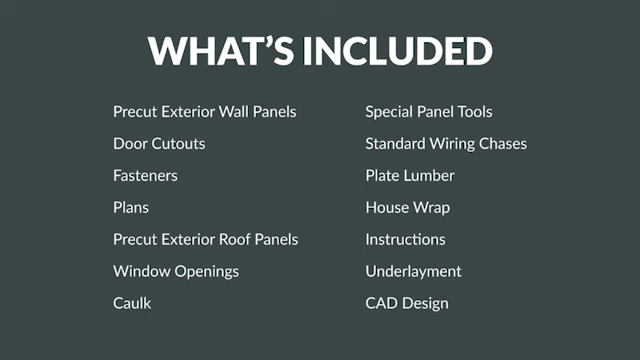 WHAT'S INCLUDED
Precut Exterior Wall Panels
Door Cutouts
Fasteners
Plans
Precut Exterior Roof Panels
Window Openings
Caulk
Special Panel Tools
Standard Wiring Chases
Plate Lumber
House Wrap
Instructions
Underlayment
CAD Design